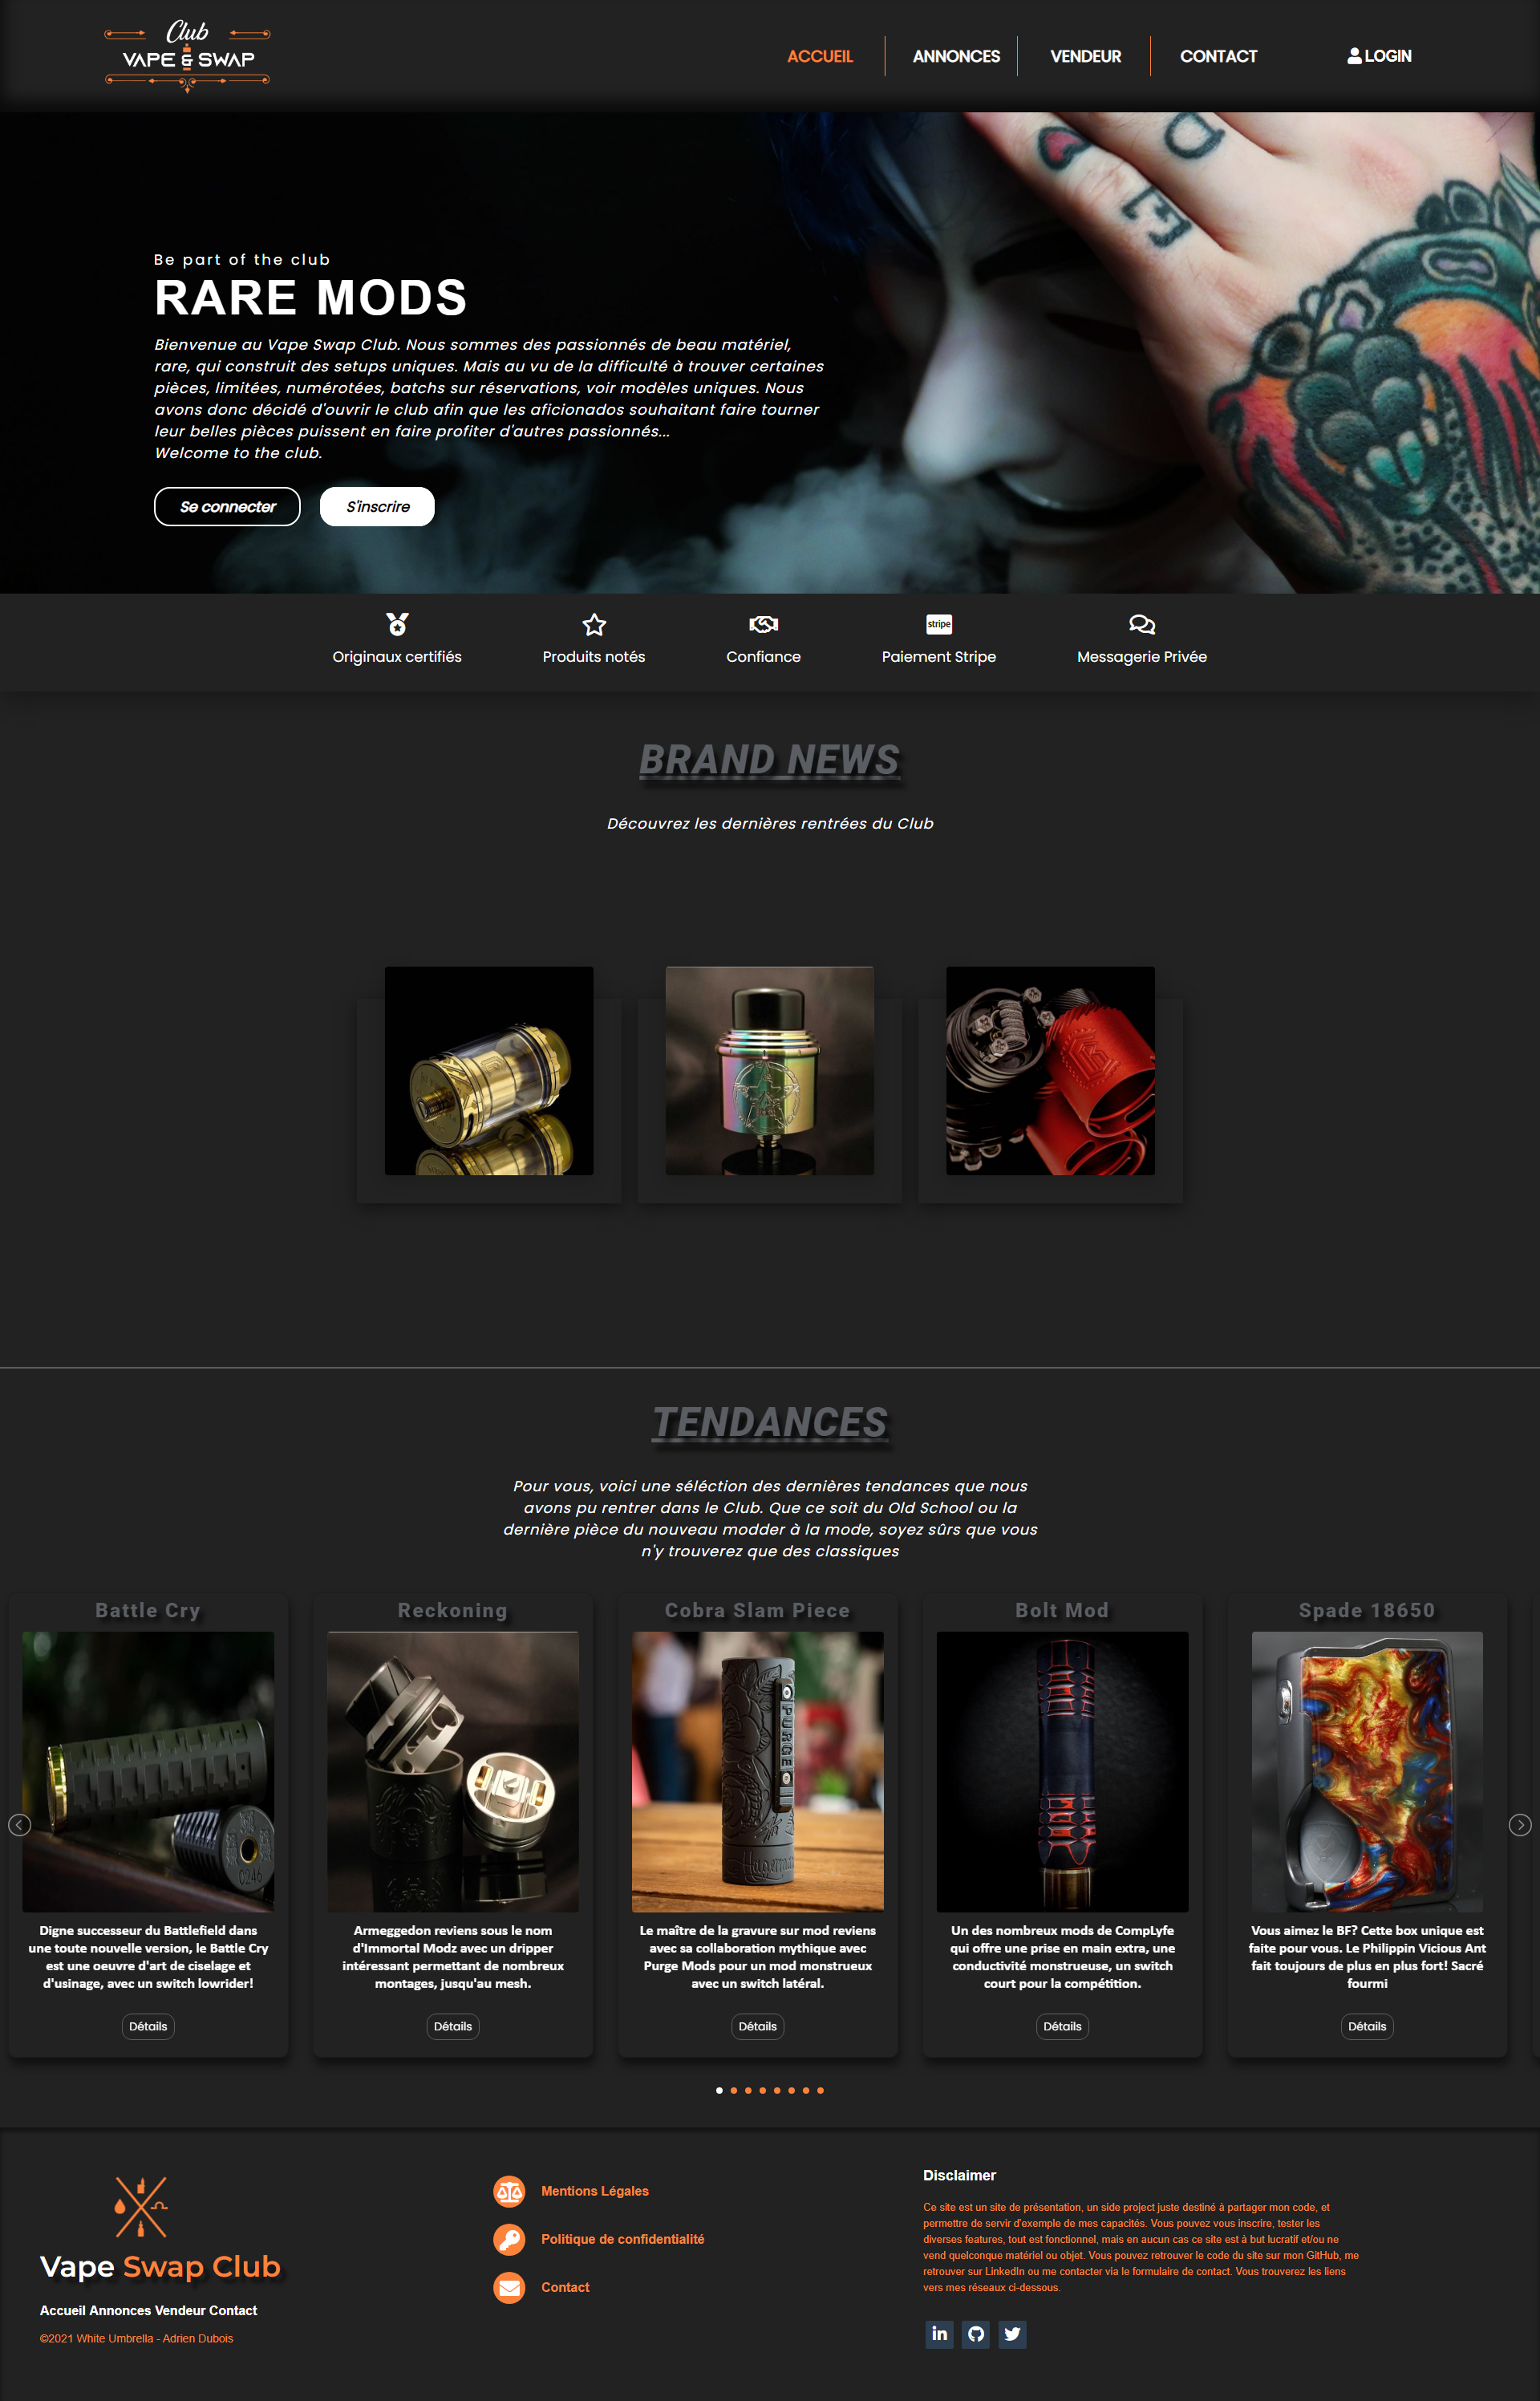 Club
VAPE & SWAP
ACCUEIL
ANNONCES
VENDEUR
CONTACT
LOGIN
Be part of the club
RARE MODS
Bienvenue au Vape Swap Club. Nous sommes des passionnés de beau matériel,
rare, qui construit des setups uniques. Mais au vu de la difficulté à trouver certaines
pièces, limitées, numérotées, batchs sur réservations, voir modèles uniques. Nous
avons donc décidé d'ouvrir le club afin que les aficionados souhaitant faire tourner
leur belles pièces puissent en faire profiter d'autres passionnés...
Welcome to the club.
Se connecter
S'inscrire
stripe
Originaux certifiés
Produits notés
Confiance
Paiement Stripe
Messagerie Privée
BRAND NEWS
Découvrez les dernières rentrées du Club
TENDANCES
Pour vous, voici une séléction des dernières tendances que nous
avons pu rentrer dans le Club. Que ce soit du Old School ou la
dernière pièce du nouveau modder à la mode, soyez sûrs que vous
n'y trouverez que des classiques
Battle Cry
C246
Digne successeur du Battlefield dans
une toute nouvelle version, le Battle Cry
est une oeuvre d'art de ciselage et
d'usinage, avec un switch lowrider!
Détails
Reckoning
Armeggedon reviens sous le nom
d'Immortal Modz avec un dripper
intéressant permettant de nombreux
montages, jusqu'au mesh.
Détails
Cobra Slam Piece
PURGE
Le maître de la gravure sur mod reviens
avec sa collaboration mythique avec
Purge Mods pour un mod monstrueux
avec un switch latéral.
Détails
Bolt Mod
Un des nombreux mods de CompLyfe
qui offre une prise en main extra, une
conductivité monstrueuse, un switch
court pour la compétition.
Détails
Spade 18650
Vous aimez le BF? Cette box unique est
faite pour vous. Le Philippin Vicious Ant
fait toujours de plus en plus fort! Sacré
fourmi
Détails
Vape Swap Club
Accueil Annonces Vendeur Contact
©2021 White Umbrella - Adrien Dubois
Mentions Légales
Politique de confidentialité
Contact
Disclaimer
Ce site est un site de présentation, un side project juste destiné à partager mon code, et
permettre de servir d'exemple de mes capacités. Vous pouvez vous inscrire, tester les
diverses features, tout est fonctionnel, mais en aucun cas ce site est à but lucratif et/ou ne
vend quelconque matériel ou objet. Vous pouvez retrouver le code du site sur mon GitHub, me
retrouver sur LinkedIn ou me contacter via le formulaire de contact. Vous trouverez les liens
vers mes réseaux ci-dessous.
in